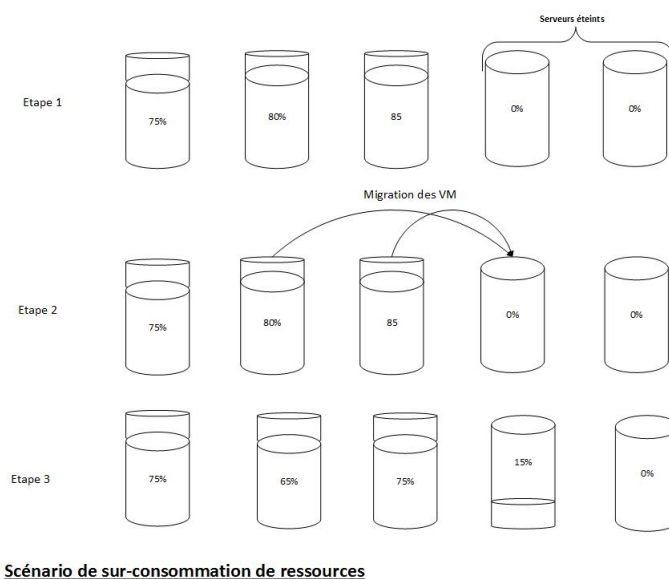 Serveurs éteints
Etape 1
75%
80%
85
0%
0%
Migration des VM
Etape 2
75%
80%
85
0%
0%
Etape 3
75%
65%
75%
15%
0%
Scénario de sur-consommation de ressources